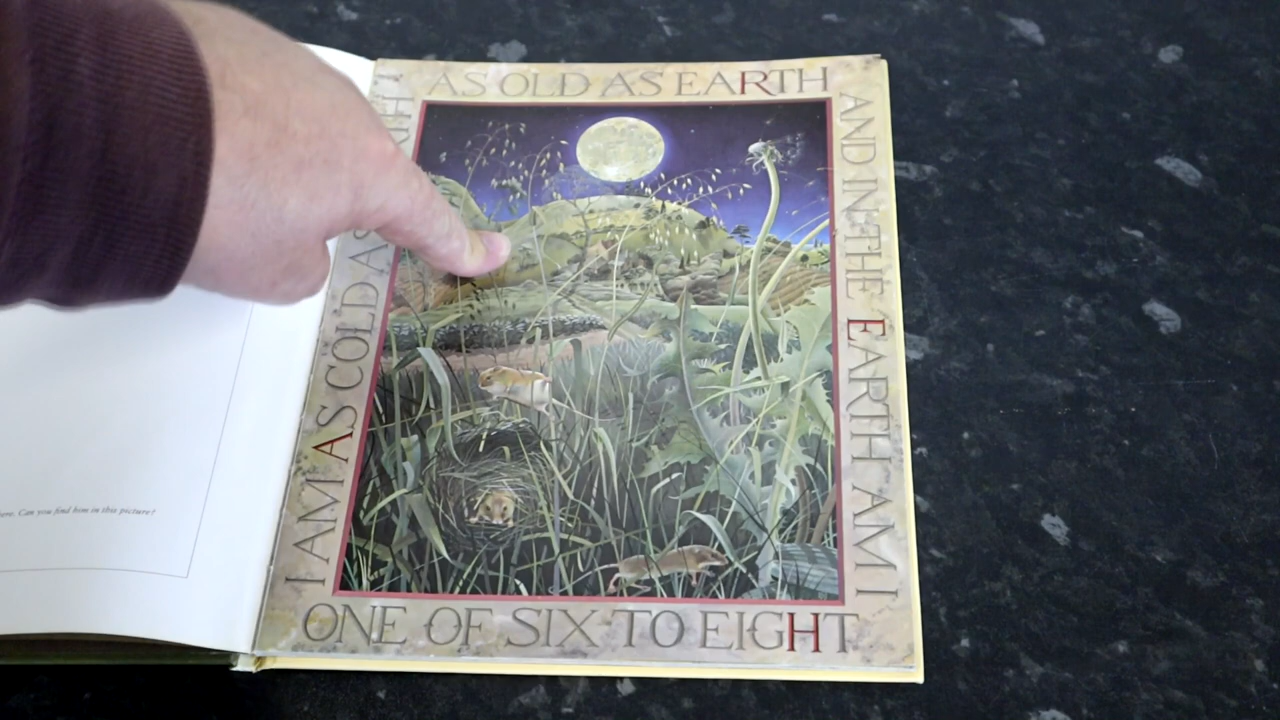 I AM AS COLD AS
AS OLD AS EARTH
AND IN THE EARTH AM I
ONE OF SIX TO EIGHT
Can you find him in this picture?